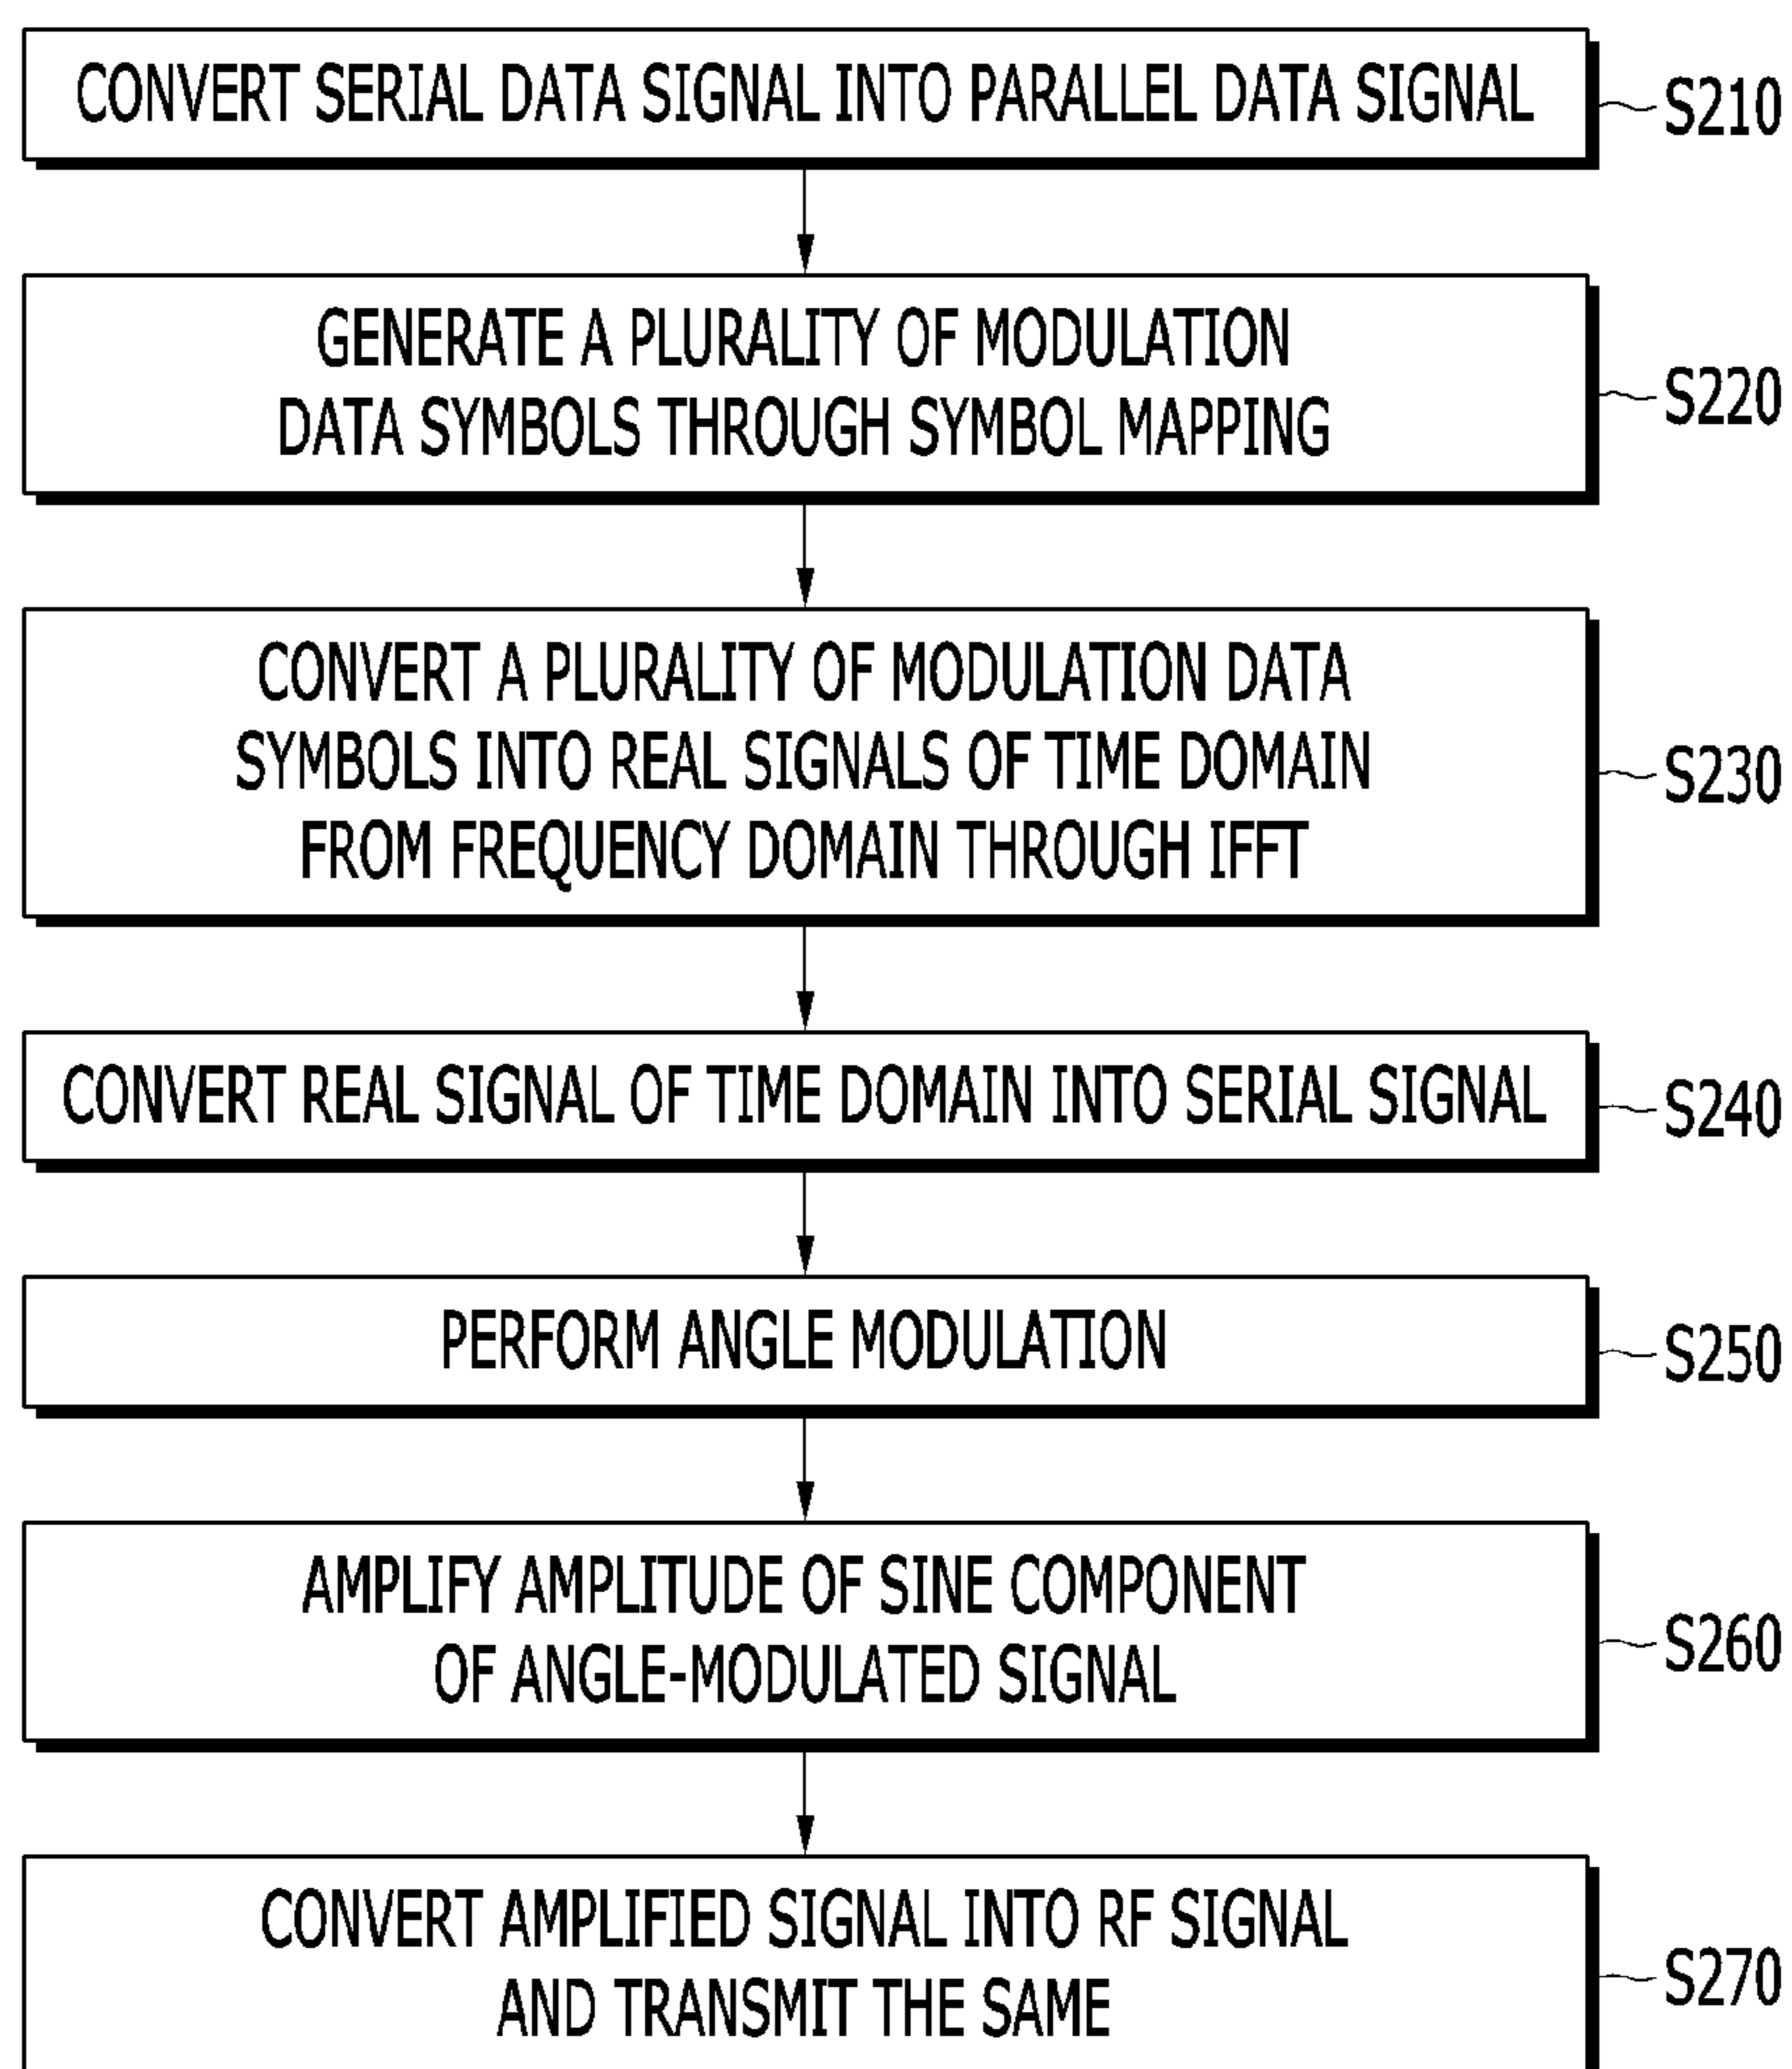 CONVERT SERIAL DATA SIGNAL INTO PARALLEL DATA SIGNAL
S210
GENERATE A PLURALITY OF MODULATION
DATA SYMBOLS THROUGH SYMBOL MAPPING
S220
CONVERT A PLURALITY OF MODULATION DATA
SYMBOLS INTO REAL SIGNALS OF TIME DOMAIN
FROM FREQUENCY DOMAIN THROUGH IFFT
S230
CONVERT REAL SIGNAL OF TIME DOMAIN INTO SERIAL SIGNAL
S240
PERFORM ANGLE MODULATION
S250
AMPLIFY AMPLITUDE OF SINE COMPONENT
OF ANGLE-MODULATED SIGNAL
S260
CONVERT AMPLIFIED SIGNAL INTO RF SIGNAL
AND TRANSMIT THE SAME
S270